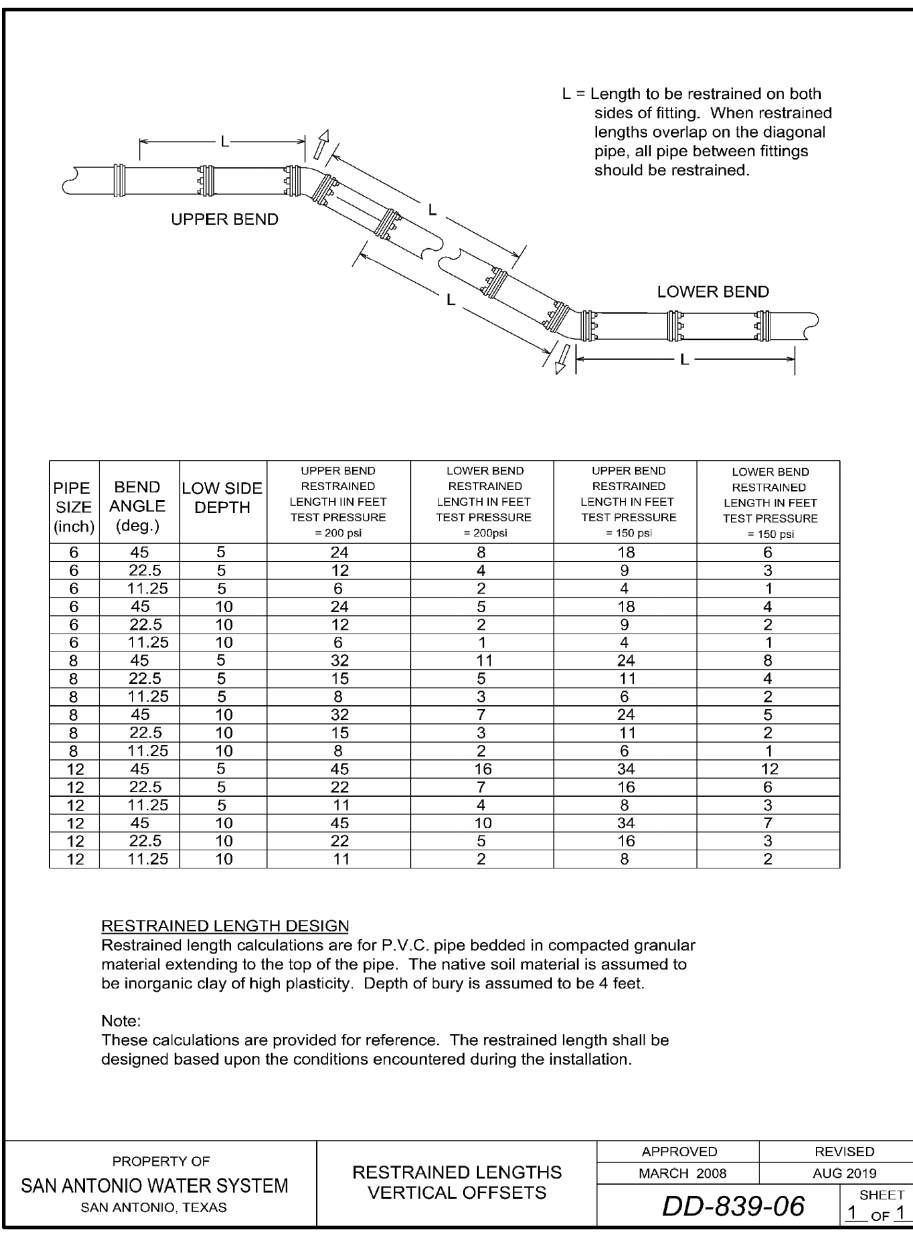 L = Length to be restrained on both
sides of fitting. When restrained
lengths overlap on the diagonal
pipe, all pipe between fittings
should be restrained.
L
UPPER BEND
L
L
LOWER BEND
L
PIPE SIZE (inch) BEND ANGLE (deg.) LOW SIDE DEPTH UPPER BEND RESTRAINED LENGTH IIN FEET TEST PRESSURE = 200 psi LOWER BEND RESTRAINED LENGTH IN FEET TEST PRESSURE = 200psi UPPER BEND RESTRAINED LENGTH IN FEET TEST PRESSURE = 150 psi LOWER BEND RESTRAINED LENGTH IN FEET TEST PRESSURE = 150 psi
6 45 5 24 8 18 6
6 22.5 5 12 4 9 3
6 11.25 5 6 2 4 1
6 45 10 24 5 18 4
6 22.5 10 12 2 9 2
6 11.25 10 6 1 4 1
8 45 5 32 11 24 8
8 22.5 5 15 5 11 4
8 11.25 5 8 3 6 2
8 45 10 32 7 24 5
8 22.5 10 15 3 11 2
8 11.25 10 8 2 6 1
12 45 5 45 16 34 12
12 22.5 5 22 7 16 6
12 11.25 5 11 4 8 3
12 45 10 45 10 34 7
12 22.5 10 22 5 16 3
12 11.25 10 11 2 8 2
RESTRAINED LENGTH DESIGN
Restrained length calculations are for P.V.C. pipe bedded in compacted granular
material extending to the top of the pipe. The native soil material is assumed to
be inorganic clay of high plasticity. Depth of bury is assumed to be 4 feet.
Note:
These calculations are provided for reference. The restrained length shall be
designed based upon the conditions encountered during the installation.
PROPERTY OF
SAN ANTONIO WATER SYSTEM
SAN ANTONIO, TEXAS
RESTRAINED LENGTHS
VERTICAL OFFSETS
APPROVED REVISED
MARCH 2008 AUG 2019
DD-839-06
SHEET
1 OF 1